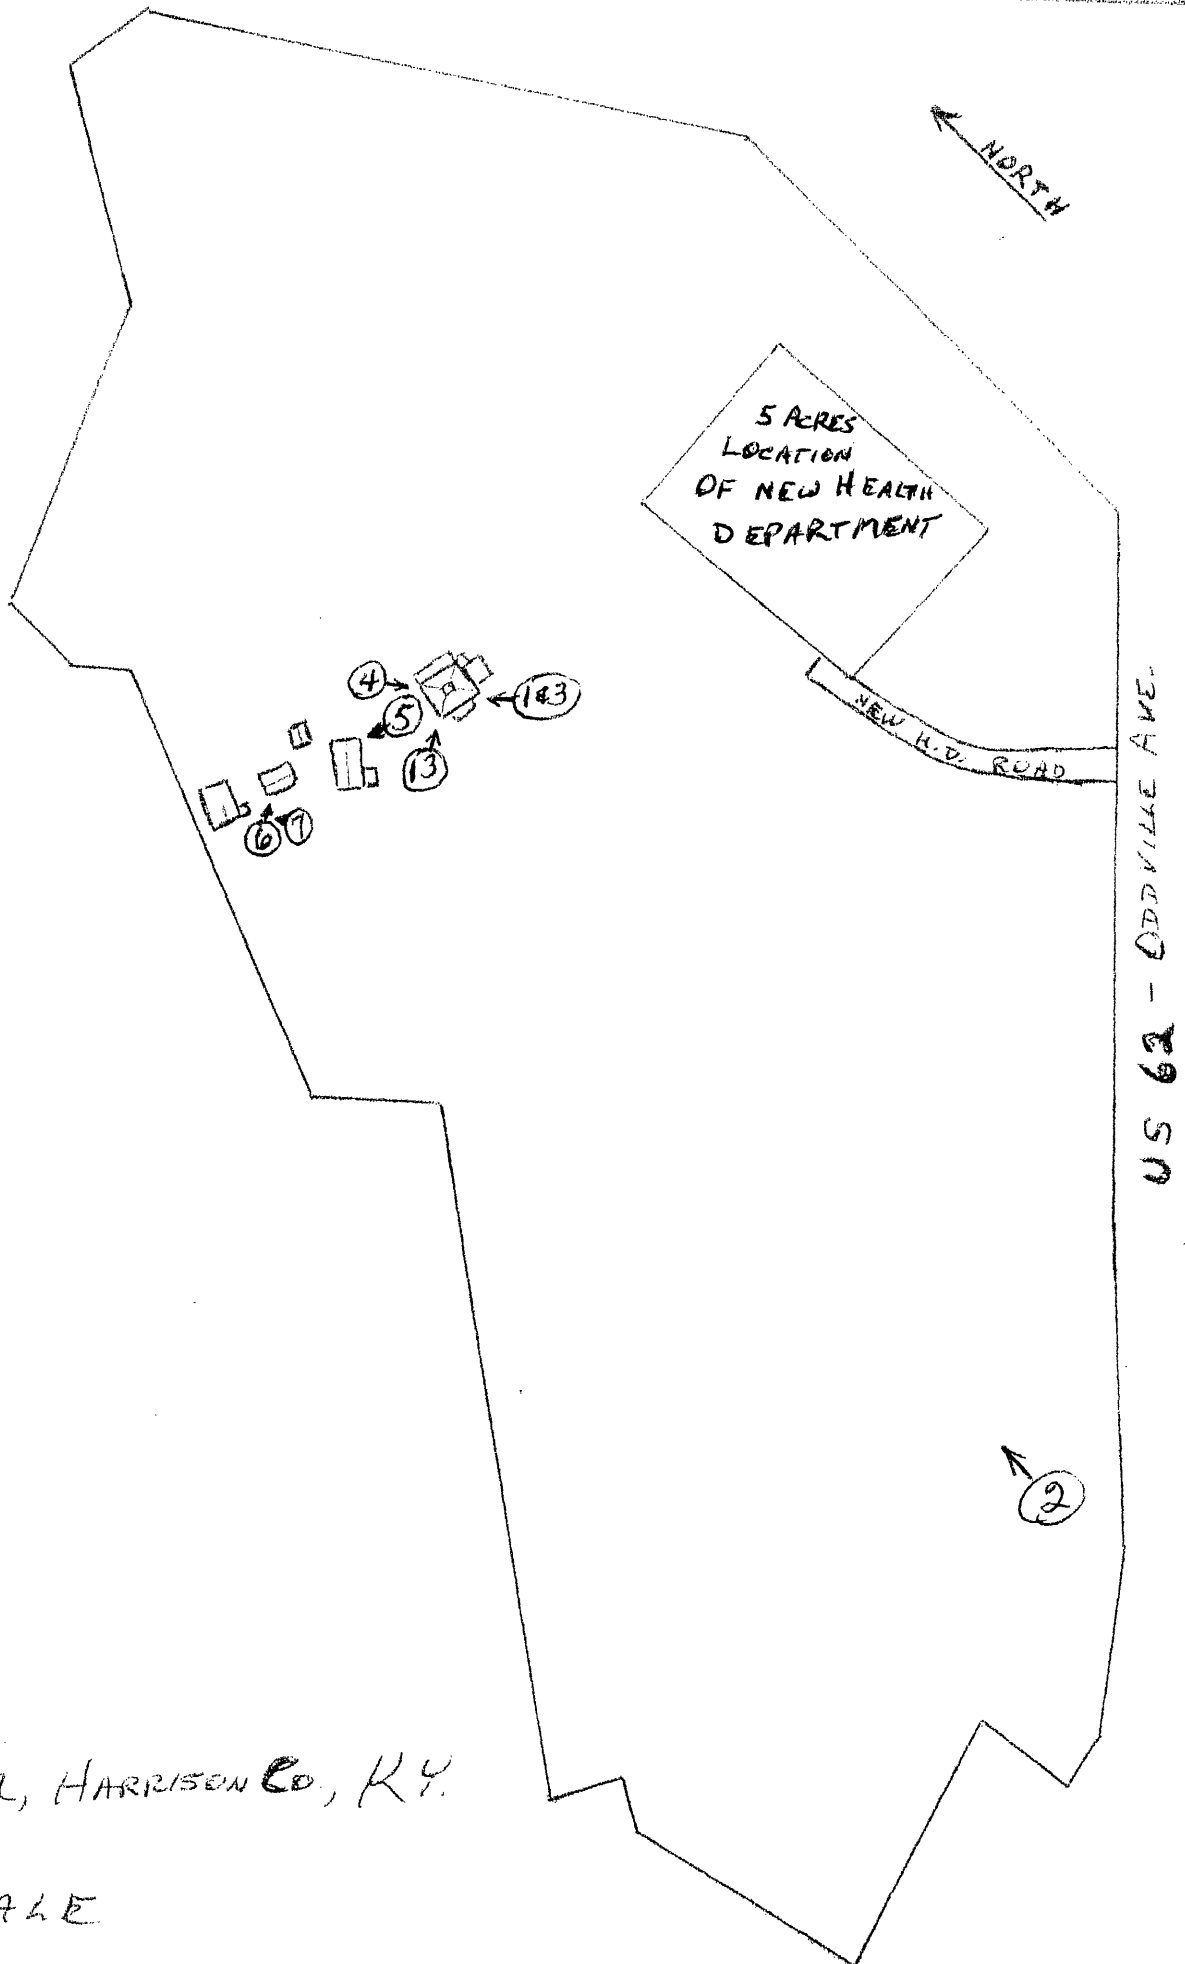 NORTH
5 ACRES
LOCATION
OF NEW HEALTH
DEPARTMENT
4
1&3
5
13
6
7
NEW H.D. ROAD
US 62 - ODDVILLE AVE.
2
HARRISON CO., KY.